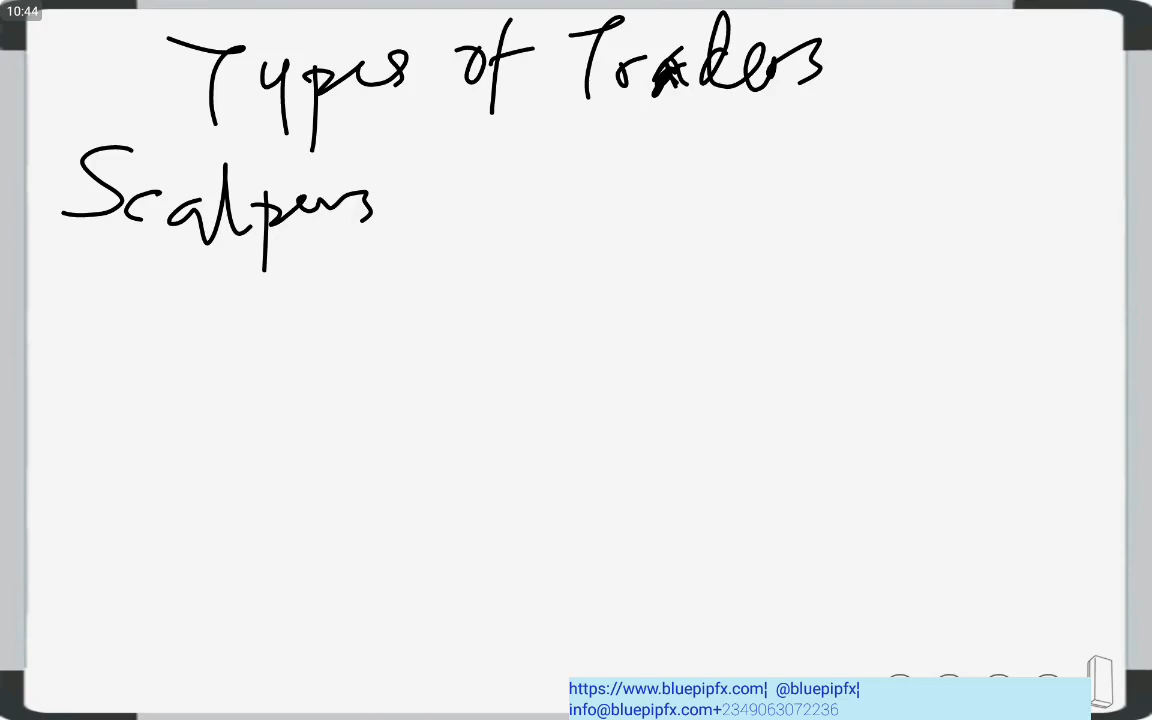 10:44
Types of Traders
Scalpers
https://www.bluepipfx.com¦ @bluepipfx¦
info@bluepipfx.com+2349063072236